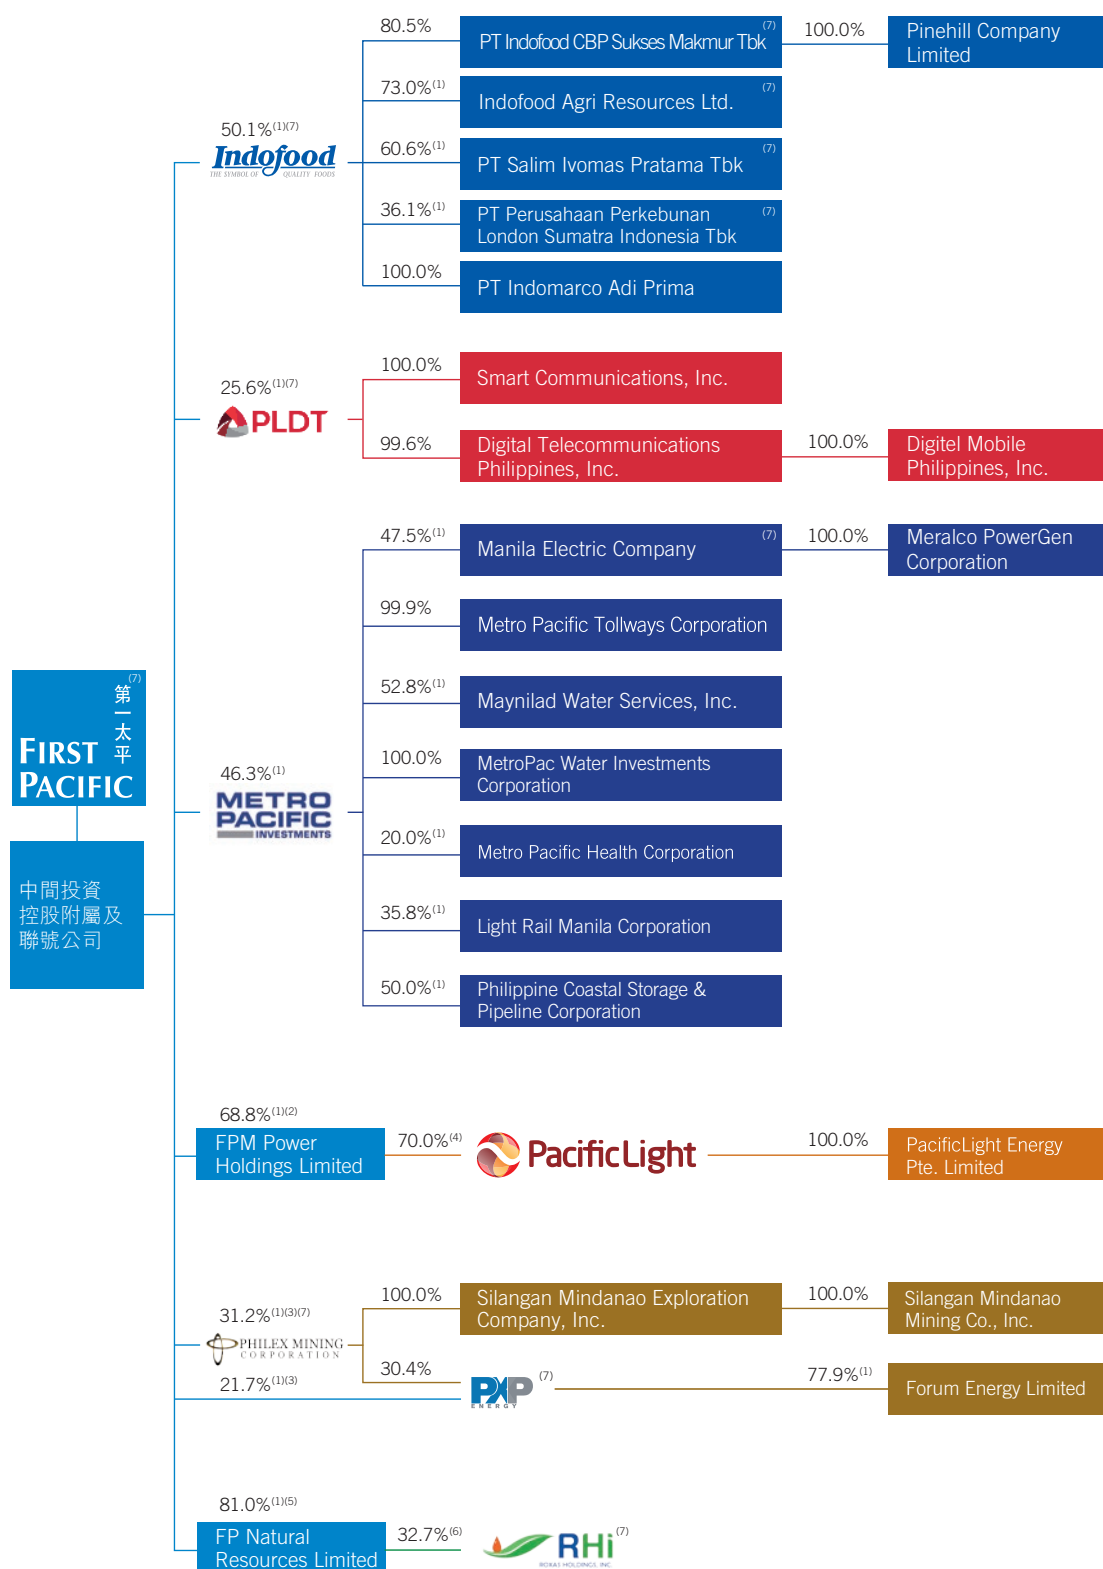 80.5%
PT Indofood CBP Sukses Makmur Tbk (7)
100.0%
Pinehill Company
Limited
73.0%(1)
Indofood Agri Resources Ltd. (7)
50.1%(1)(7)
Indofood
THE SYMBOL OF QUALITY FOODS
60.6%(1)
PT Salim Ivomas Pratama Tbk (7)
36.1%(1)
PT Perusahaan Perkebunan (7)
London Sumatra Indonesia Tbk
100.0%
PT Indomarco Adi Prima
25.6%(1)(7)
PLDT
100.0%
Smart Communications, Inc.
99.6%
Digital Telecommunications
Philippines, Inc.
100.0%
Digitel Mobile
Philippines, Inc.
47.5%(1)
Manila Electric Company (7)
100.0%
Meralco PowerGen
Corporation
99.9%
Metro Pacific Tollways Corporation
52.8%(1)
Maynilad Water Services, Inc.
(7)
第一太平
FIRST
PACIFIC
46.3%(1)
METRO
PACIFIC
INVESTMENTS
100.0%
MetroPac Water Investments
Corporation
20.0%(1)
Metro Pacific Health Corporation
中間投資
控股附屬及
聯號公司
35.8%(1)
Light Rail Manila Corporation
50.0%(1)
Philippine Coastal Storage &
Pipeline Corporation
68.8%(1)(2)
FPM Power
Holdings Limited
70.0%(4)
PacificLight
100.0%
PacificLight Energy
Pte. Limited
31.2%(1)(3)(7)
PHILEX MINING
CORPORATION
100.0%
Silangan Mindanao Exploration
Company, Inc.
100.0%
Silangan Mindanao
Mining Co., Inc.
21.7%(1)(3)
30.4%
PXP (7)
ENERGY
77.9%(1)
Forum Energy Limited
81.0%(1)(5)
FP Natural
Resources Limited
32.7%(6)
RHi (7)
ROXAS HOLDINGS, INC.